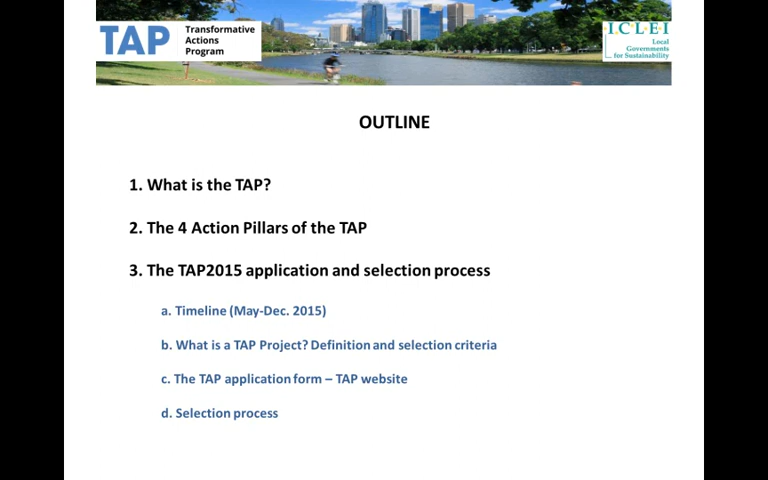 TAP
Transformative
Actions
Program
I.C.L.E.I
Local
Governments
for Sustainability
OUTLINE
1. What is the TAP?
2. The 4 Action Pillars of the TAP
3. The TAP2015 application and selection process
a. Timeline (May-Dec. 2015)
b. What is a TAP Project? Definition and selection criteria
c. The TAP application form – TAP website
d. Selection process